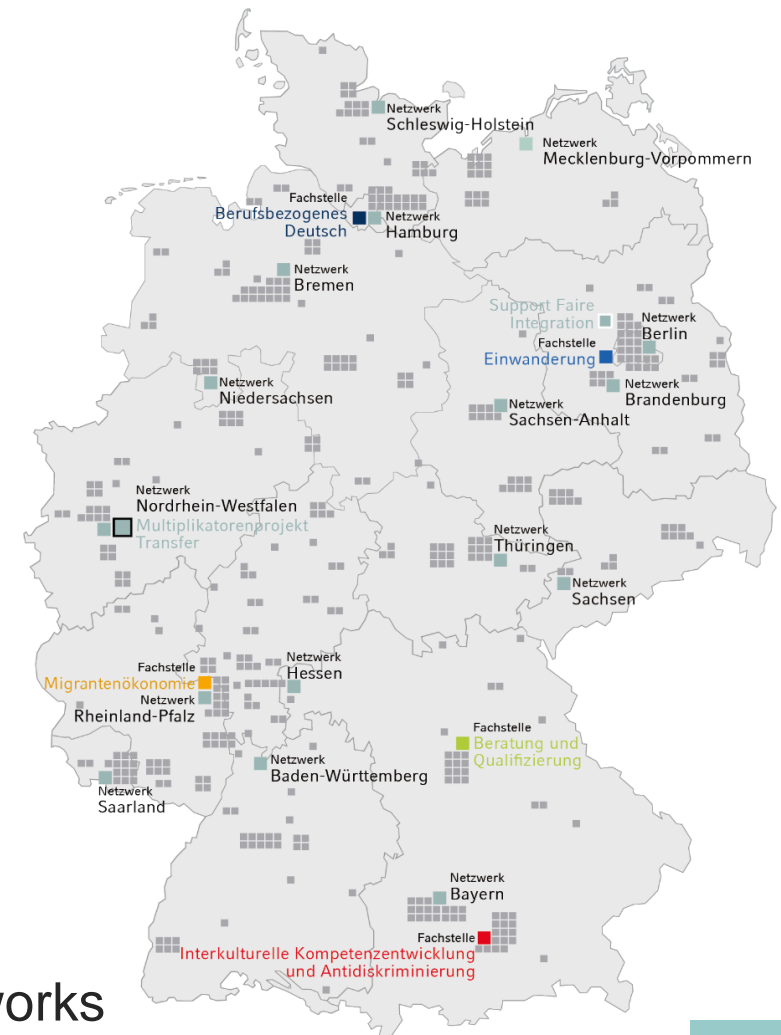 Netzwerk
Schleswig-Holstein
Netzwerk
Mecklenburg-Vorpommern
Fachstelle
Berufsbezogenes
Deutsch
Netzwerk
Hamburg
Netzwerk
Bremen
Support Faire
Integration
Netzwerk
Berlin
Fachstelle
Einwanderung
Netzwerk
Niedersachsen
Netzwerk
Brandenburg
Netzwerk
Sachsen-Anhalt
Netzwerk
Nordrhein-Westfalen
Multiplikatorenprojekt
Transfer
Netzwerk
Thüringen
Netzwerk
Sachsen
Fachstelle
Migrantenökonomie
Netzwerk
Rheinland-Pfalz
Netzwerk
Hessen
Fachstelle
Beratung und
Qualifizierung
Netzwerk
Baden-Württemberg
Netzwerk
Saarland
Netzwerk
Bayern
Fachstelle
Interkulturelle Kompetenzentwicklung
und Antidiskriminierung